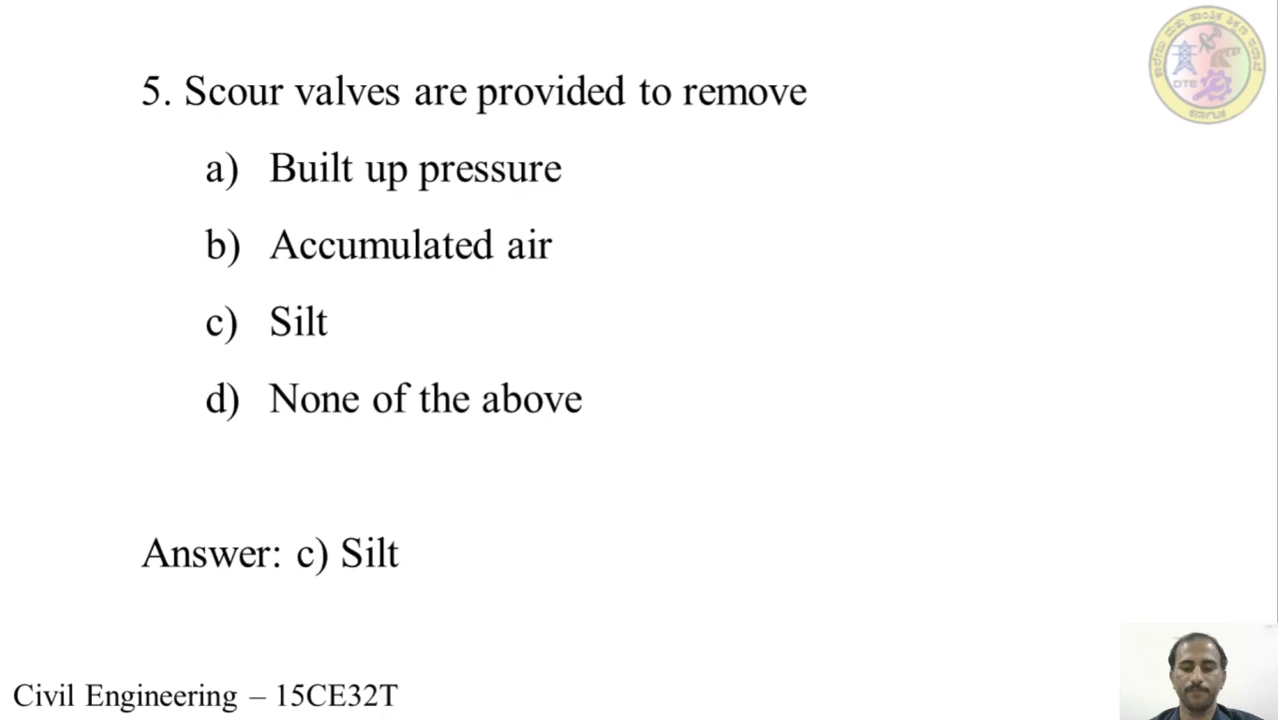 5. Scour valves are provided to remove
a) Built up pressure
b) Accumulated air
c) Silt
d) None of the above
Answer: c) Silt
Civil Engineering – 15CE32T
DTE